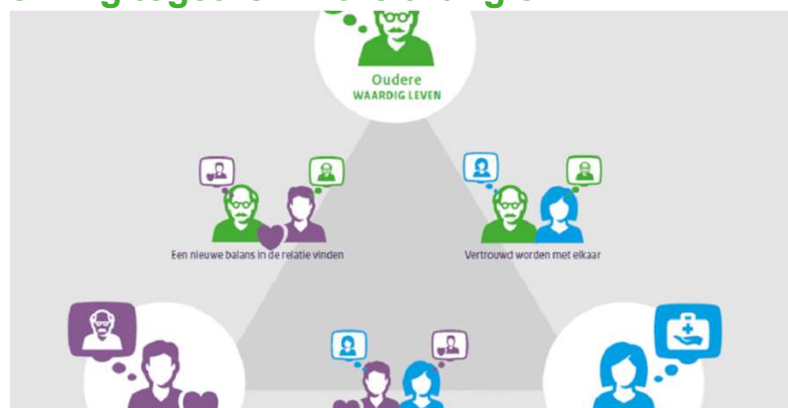 Oudere
WAARDIG LEVEN
Een nieuwe balans in de relatie vinden
Vertrouwd worden met elkaar